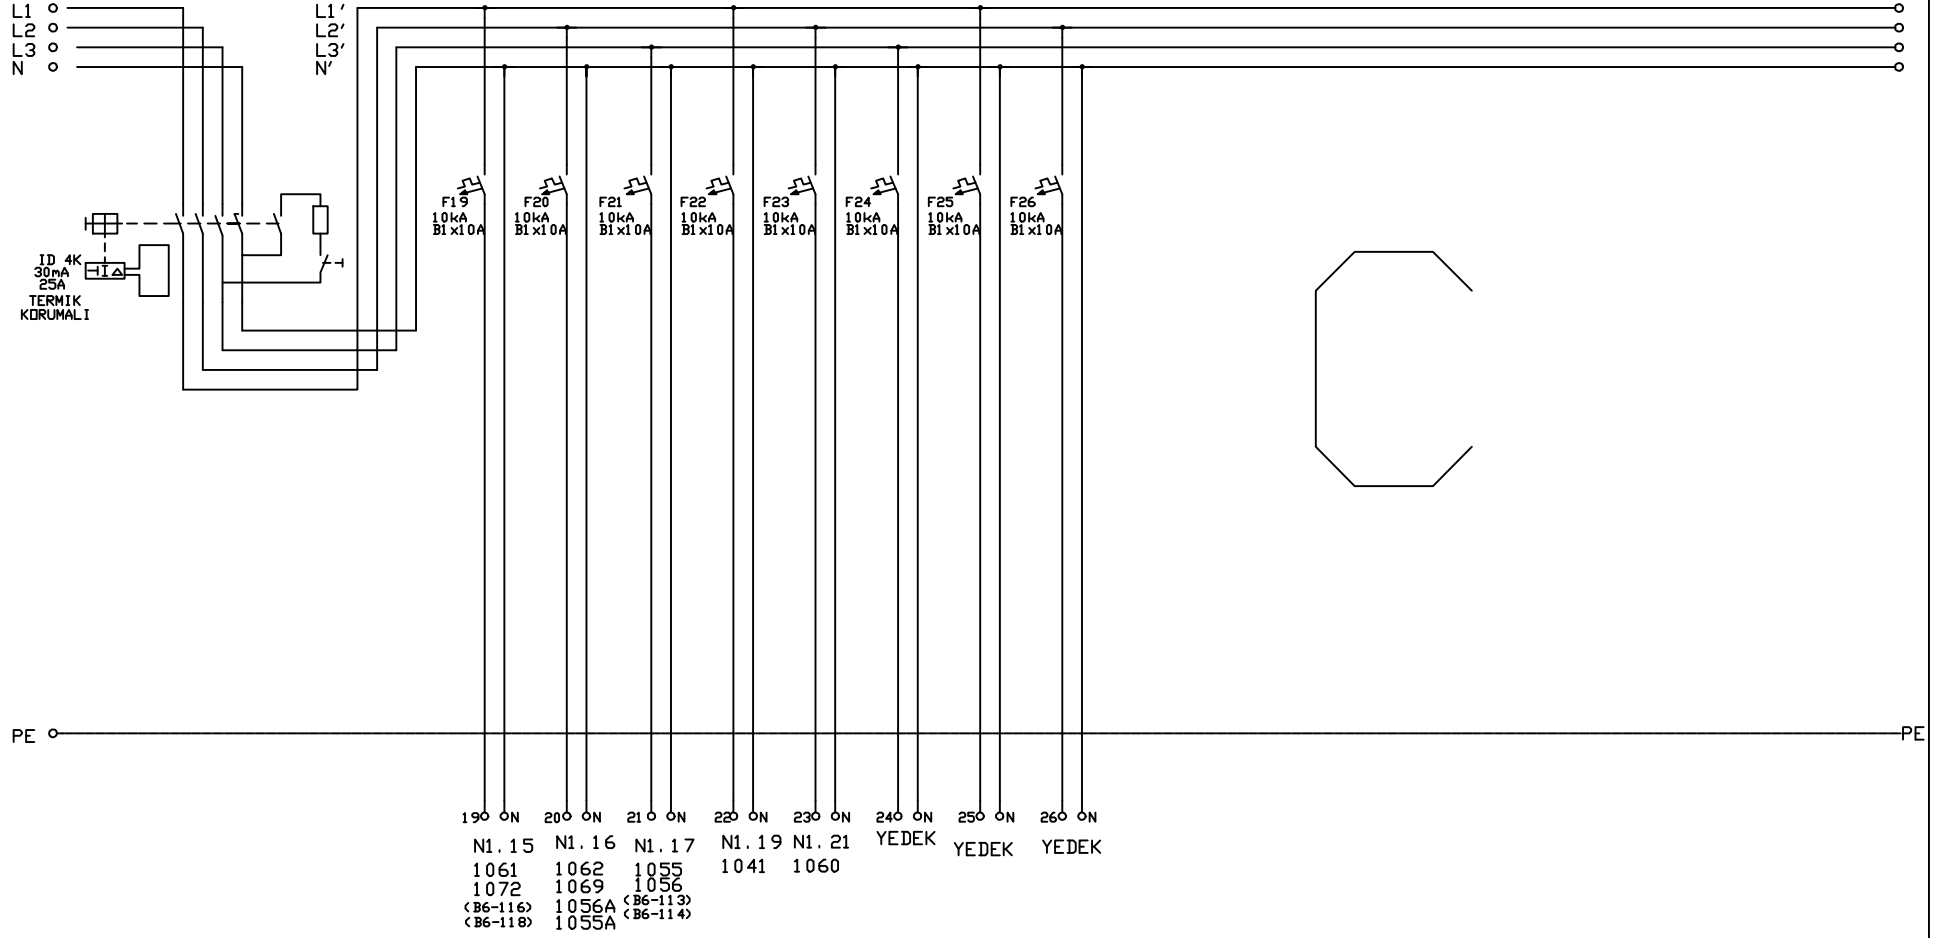 L1
L2
L3
N
L1'
L2'
L3'
N'
F19
10kA
B1x10A
F20
10kA
B1x10A
F21
10kA
B1x10A
F22
10kA
B1x10A
F23
10kA
B1x10A
F24
10kA
B1x10A
F25
10kA
B1x10A
F26
10kA
B1x10A
ID 4K
30mA
25A
TERMIK
KORUMALI
C
PE
PE
19 N
20 N
21 N
22 N
23 N
24 N
25 N
26 N
N1.15
1061
1072
(B6-116)
(B6-118)
N1.16
1062
1069
1056A
1055A
N1.17
1055
1056
(B6-113)
(B6-114)
N1.19
1041
N1.21
1060
YEDEK
YEDEK
YEDEK